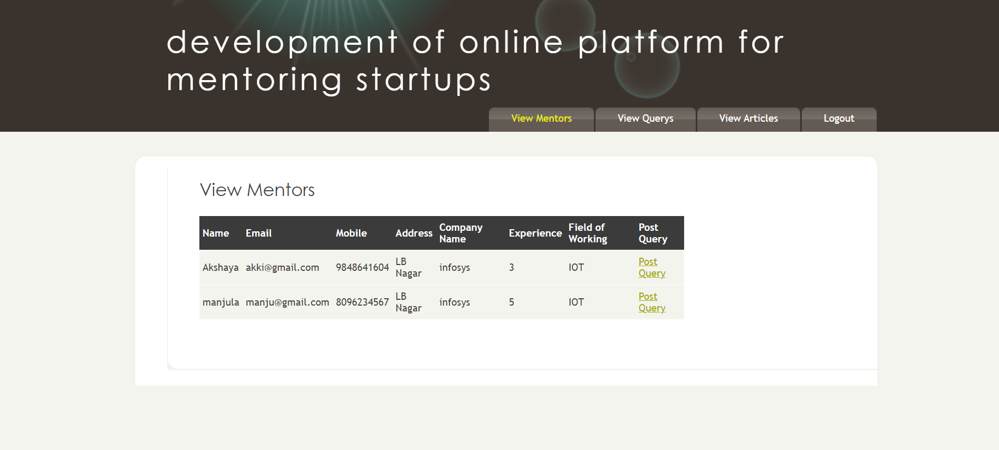 development of online platform for
mentoring startups
View Mentors View Querys View Articles Logout
View Mentors
Name Email Mobile Address Company Name Experience Field of Working Post Query
Akshaya akki@gmail.com 9848641604 LB Nagar infosys 3 IOT Post Query
manjula manju@gmail.com 8096234567 LB Nagar infosys 5 IOT Post Query